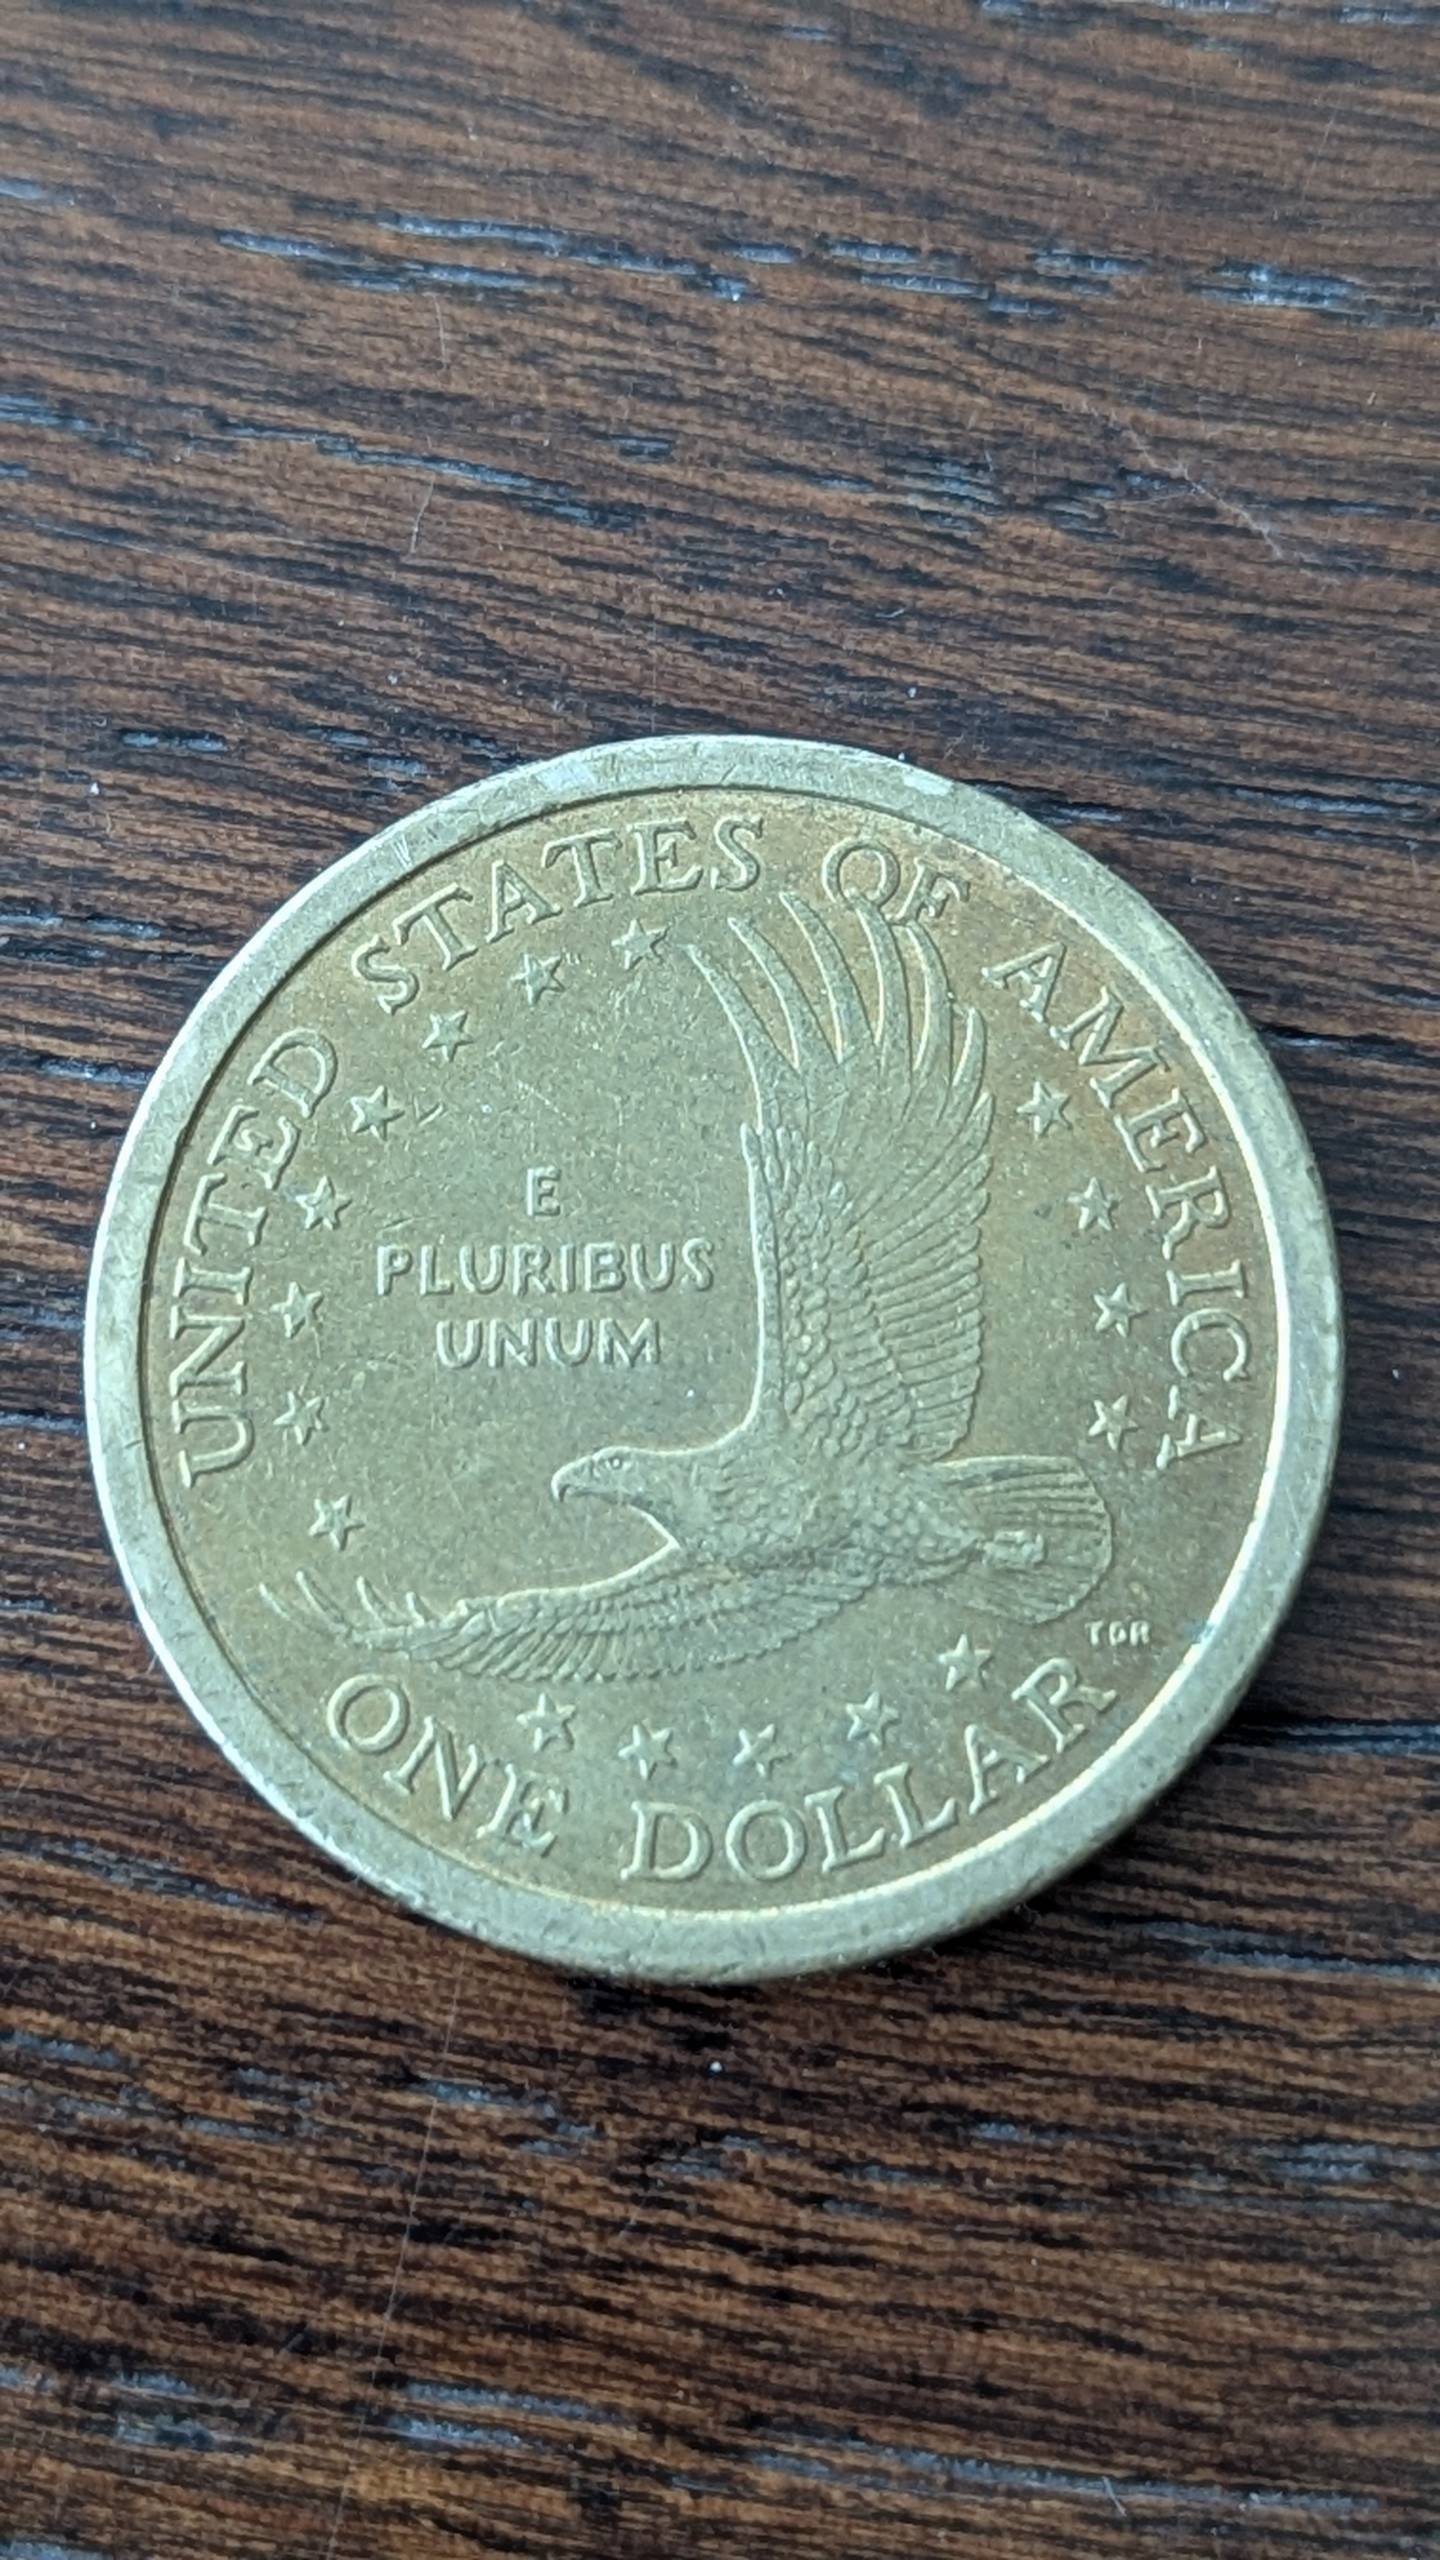 UNITED STATES OF AMERICA
E
PLURIBUS
UNUM
TDR
ONE DOLLAR